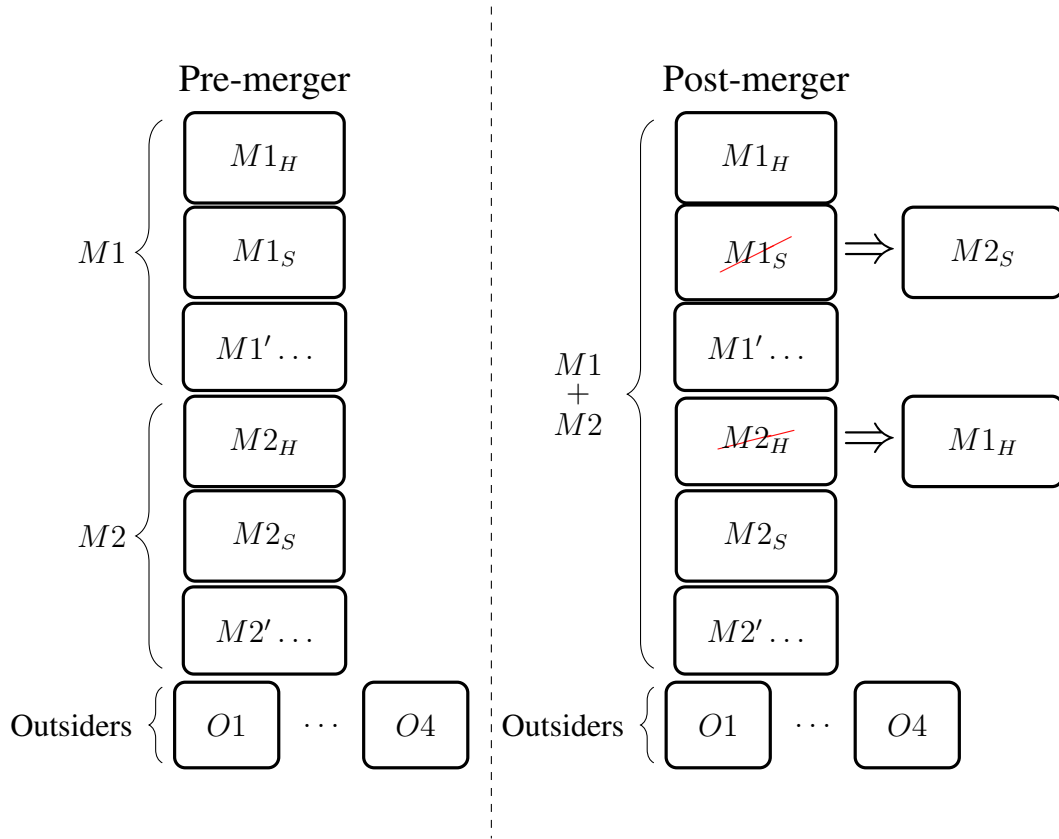 Pre-merger
M1_H
M1_S
M1′ …
M1
M2_H
M2_S
M2′ …
M2
Outsiders
O1 … O4
Post-merger
M1_H
M1_S ⇒ M2_S
M1′ …
M1
+
M2
M2_H ⇒ M1_H
M2_S
M2′ …
Outsiders
O1 … O4